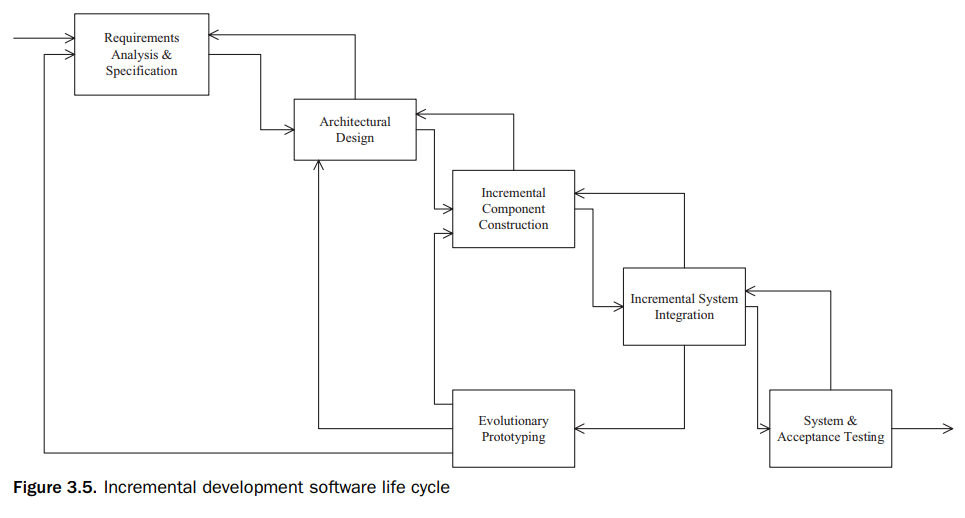 Requirements
Analysis &
Specification
Architectural
Design
Incremental
Component
Construction
Incremental System
Integration
Evolutionary
Prototyping
System &
Acceptance Testing
Figure 3.5. Incremental development software life cycle